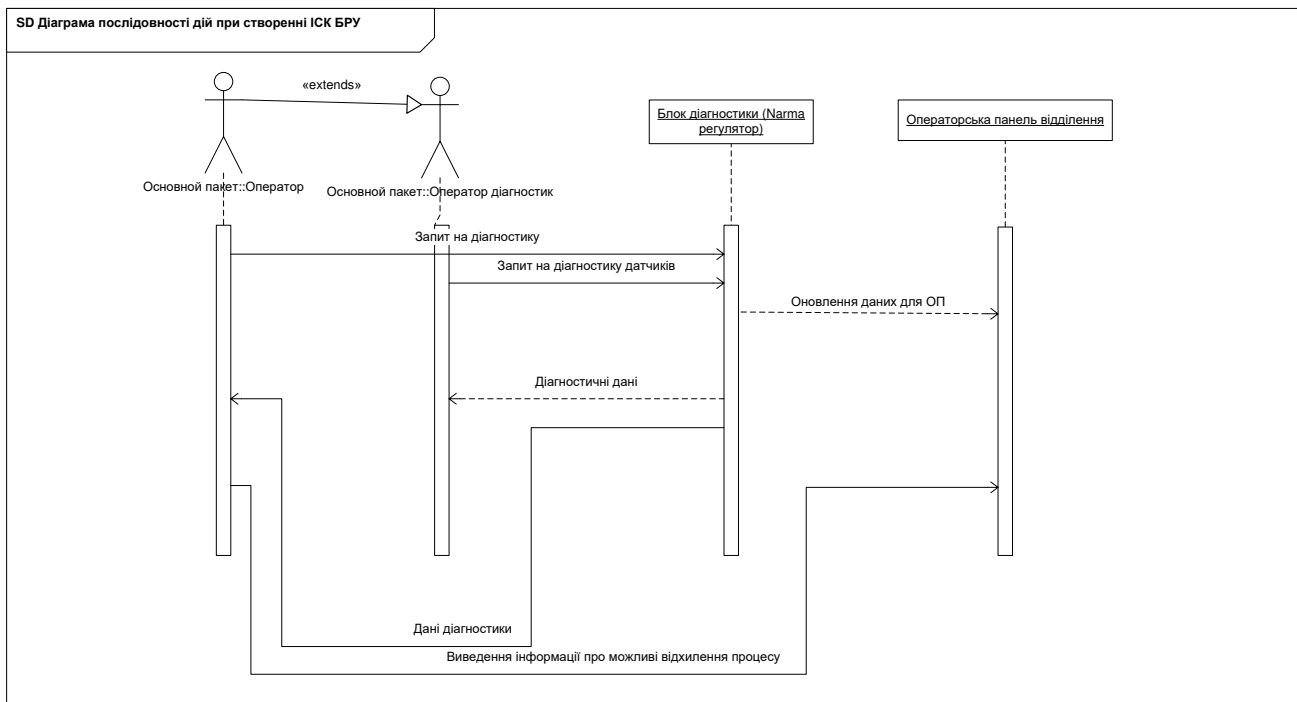 SD Діаграма послідовності дій при створенні ІСК БРУ
«extends»
Блок діагностики (Narma
регулятор)
Операторська панель відділення
Основной пакет::Оператор
Основной пакет::Оператор діагностик
Запит на діагностику
Запит на діагностику датчиків
Оновлення даних для ОП
Діагностичні дані
Дані діагностики
Виведення інформації про можливі відхилення процесу